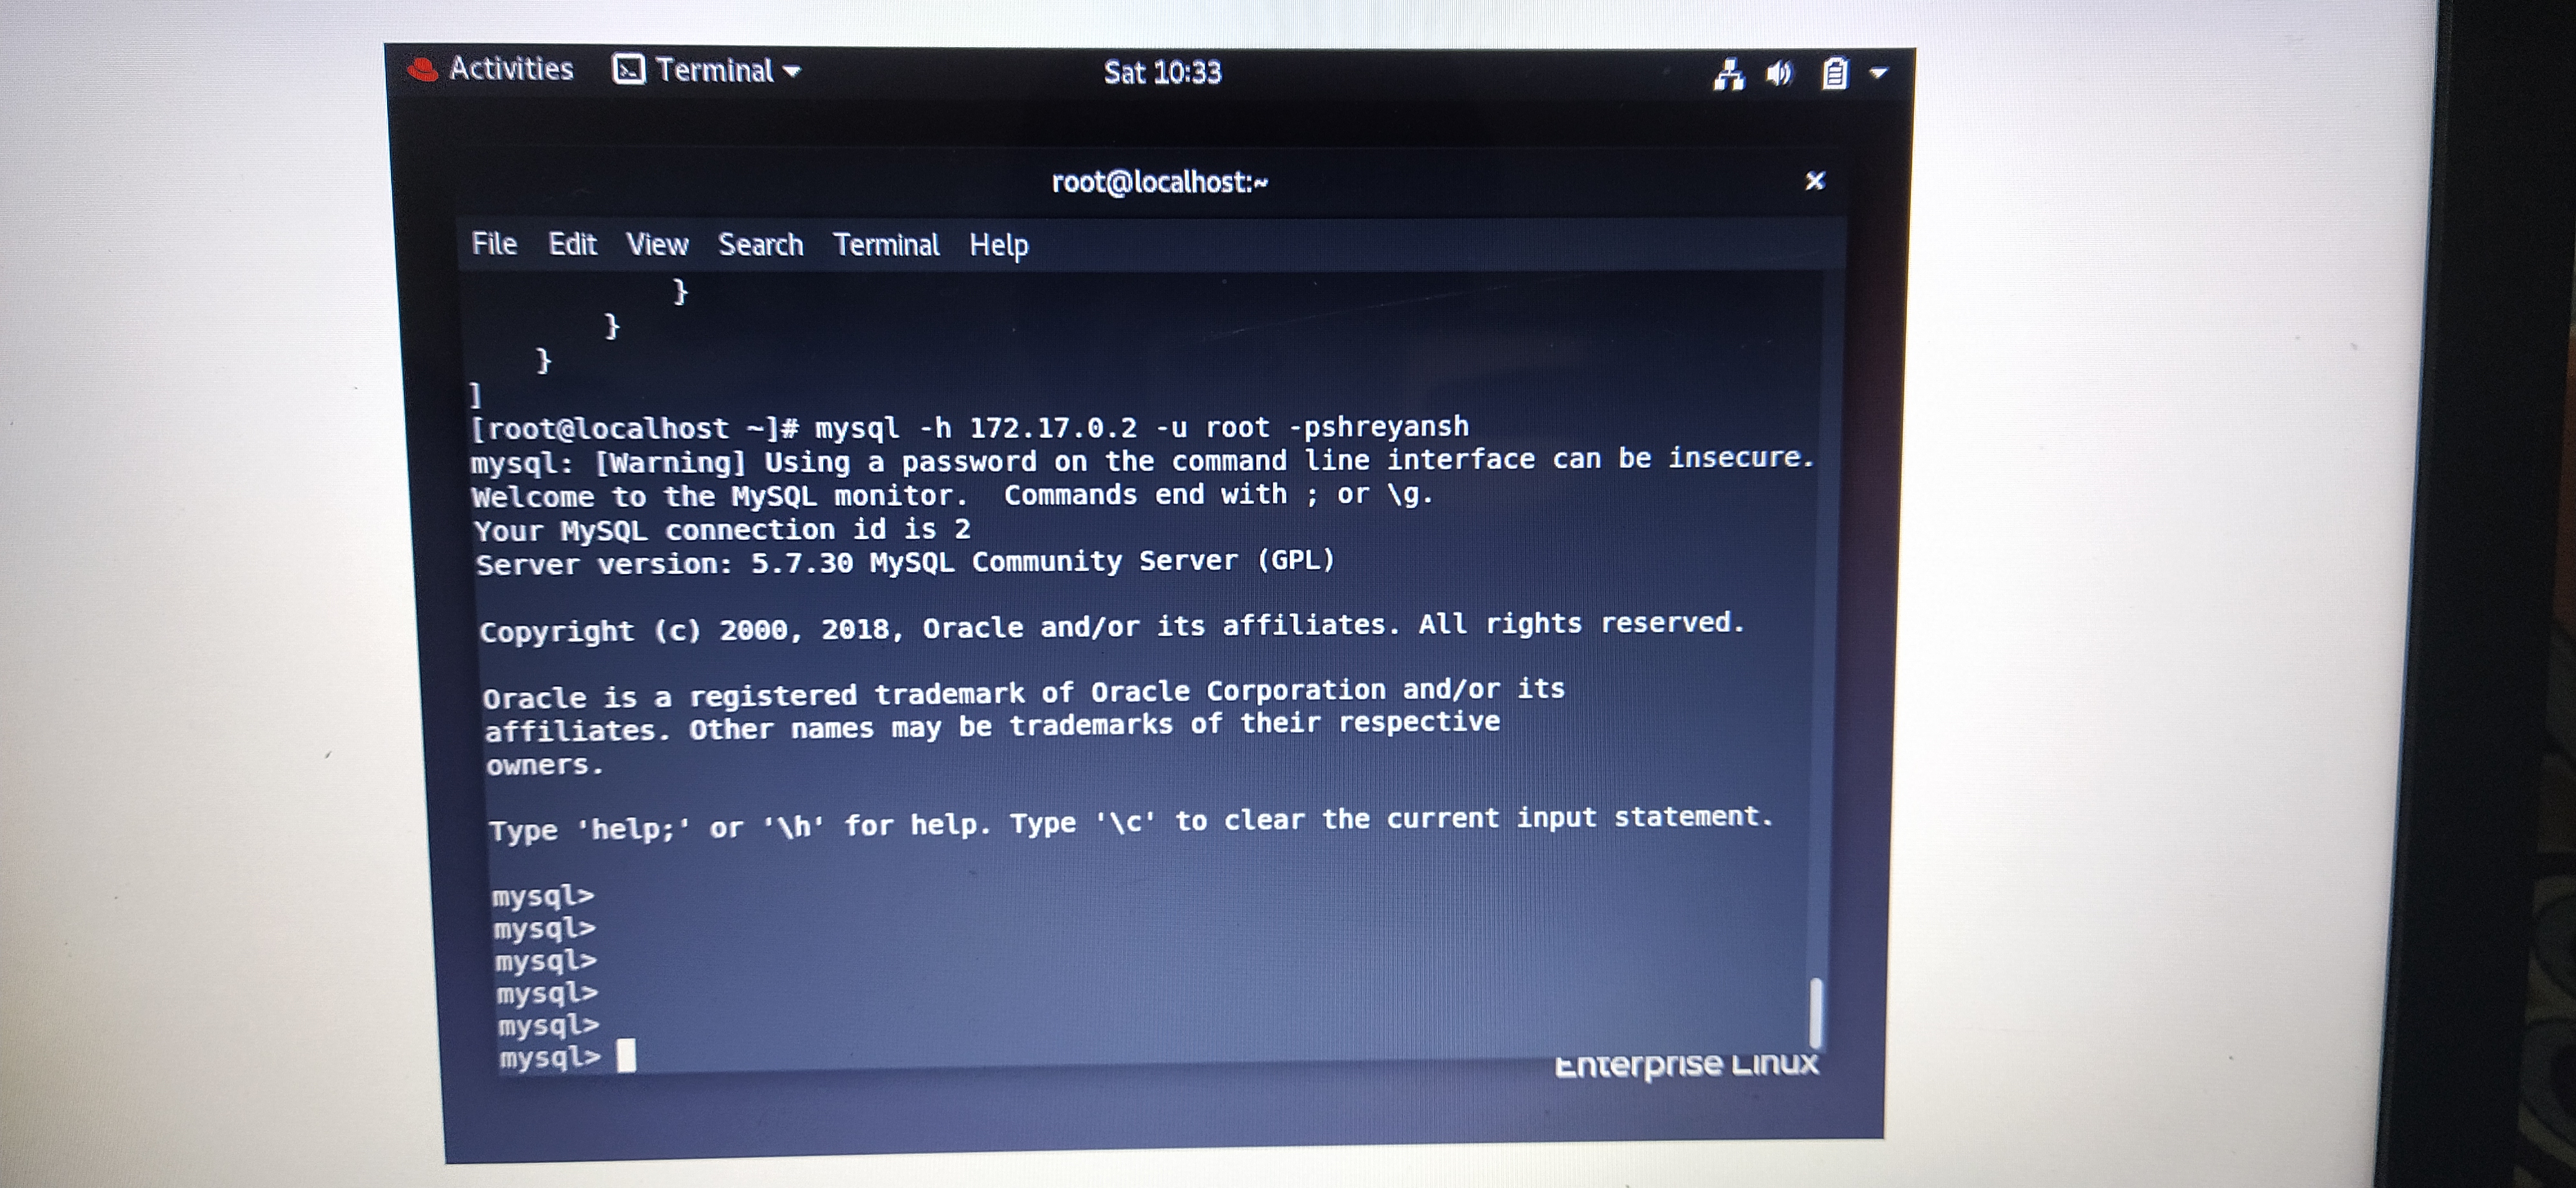 Activities Terminal Sat 10:33
root@localhost:~ ×
File Edit View Search Terminal Help
}
}
}
]
[root@localhost ~]# mysql -h 172.17.0.2 -u root -pshreyansh
mysql: [Warning] Using a password on the command line interface can be insecure.
Welcome to the MySQL monitor.  Commands end with ; or \g.
Your MySQL connection id is 2
Server version: 5.7.30 MySQL Community Server (GPL)
Copyright (c) 2000, 2018, Oracle and/or its affiliates. All rights reserved.
Oracle is a registered trademark of Oracle Corporation and/or its
affiliates. Other names may be trademarks of their respective
owners.
Type 'help;' or '\h' for help. Type '\c' to clear the current input statement.
mysql>
mysql>
mysql>
mysql>
mysql>
mysql>
Enterprise Linux